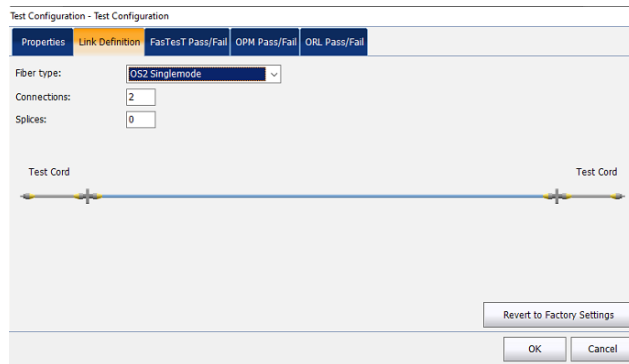 Test Configuration - Test Configuration
Properties Link Definition FasTesT Pass/Fail OPM Pass/Fail ORL Pass/Fail
Fiber type: OS2 Singlemode
Connections: 2
Splices: 0
Test Cord Test Cord
Revert to Factory Settings
OK Cancel